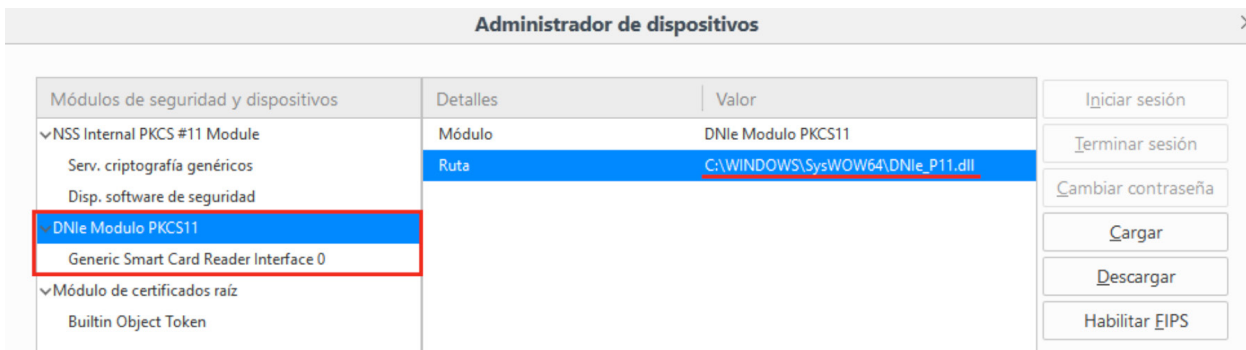 Administrador de dispositivos
Módulos de seguridad y dispositivos
NSS Internal PKCS #11 Module
Serv. criptografía genéricos
Disp. software de seguridad
DNIe Modulo PKCS11
Generic Smart Card Reader Interface 0
Módulo de certificados raíz
Builtin Object Token
Detalles Valor
Módulo DNIe Modulo PKCS11
Ruta C:\WINDOWS\SysWOW64\DNIe_P11.dll
Iniciar sesión
Terminar sesión
Cambiar contraseña
Cargar
Descargar
Habilitar FIPS